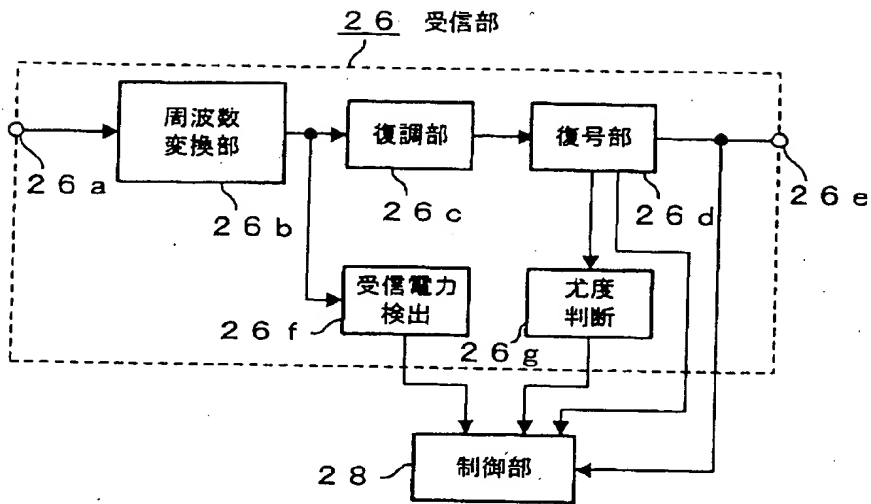 ２６ 受信部
周波数
変換部
復調部
復号部
２６ａ
２６ｂ
２６ｃ
２６ｄ
２６ｅ
受信電力
検出
尤度
判断
２６ｆ
２６ｇ
制御部
２８